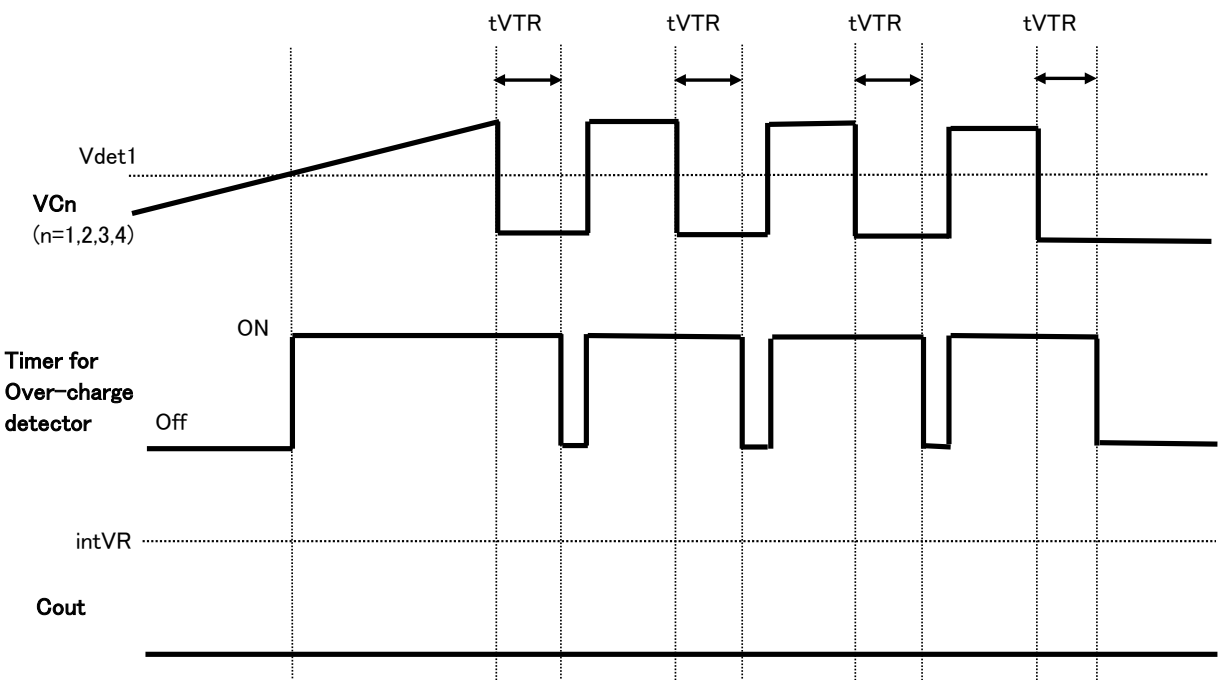 tVTR tVTR tVTR tVTR
Vdet1
VCn
(n=1,2,3,4)
ON
Timer for
Over-charge
detector
Off
intVR
Cout